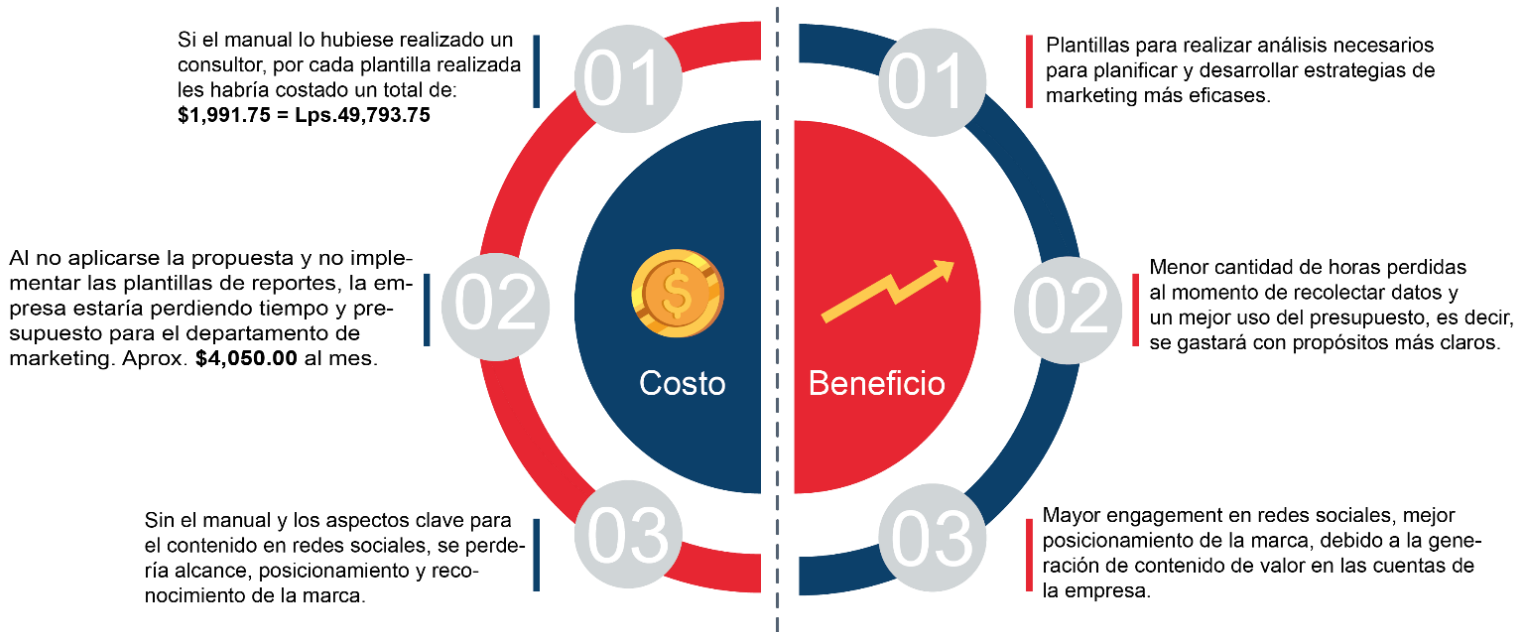 Si el manual lo hubiese realizado un
consultor, por cada plantilla realizada
les habría costado un total de:
$1,991.75 = Lps.49,793.75
01
Al no aplicarse la propuesta y no imple-
mentar las plantillas de reportes, la em-
presa estaría perdiendo tiempo y pre-
supuesto para el departamento de
marketing. Aprox. $4,050.00 al mes.
02
Sin el manual y los aspectos clave para
el contenido en redes sociales, se perde-
ría alcance, posicionamiento y reco-
nocimiento de la marca.
03
$
Costo
Beneficio
01
Plantillas para realizar análisis necesarios
para planificar y desarrollar estrategias de
marketing más eficases.
02
Menor cantidad de horas perdidas
al momento de recolectar datos y
un mejor uso del presupuesto, es decir,
se gastará con propósitos más claros.
03
Mayor engagement en redes sociales, mejor
posicionamiento de la marca, debido a la gene-
ración de contenido de valor en las cuentas de
la empresa.